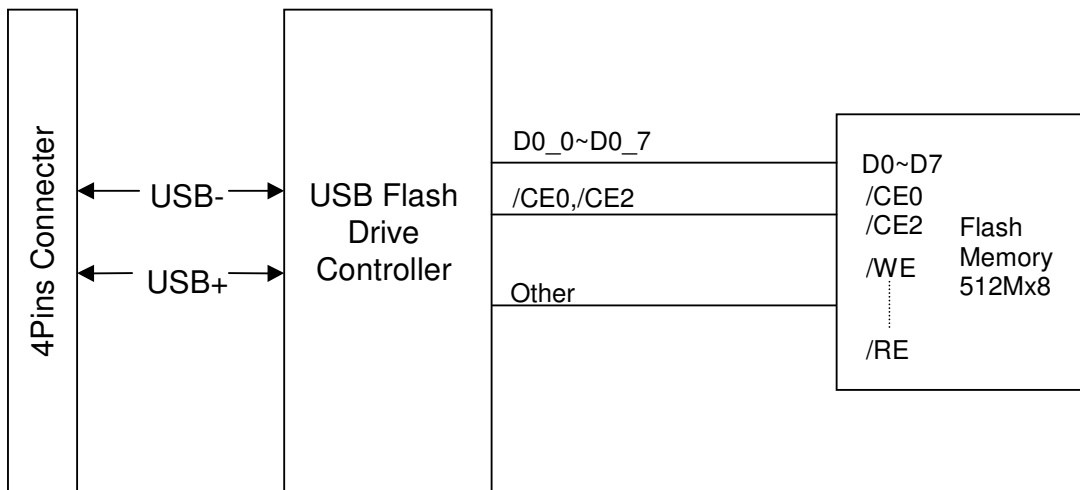 4Pins Connecter
USB-
USB+
USB Flash
Drive
Controller
D0_0~D0_7
/CE0,/CE2
Other
D0~D7
/CE0
/CE2
/WE
/RE
Flash
Memory
512Mx8